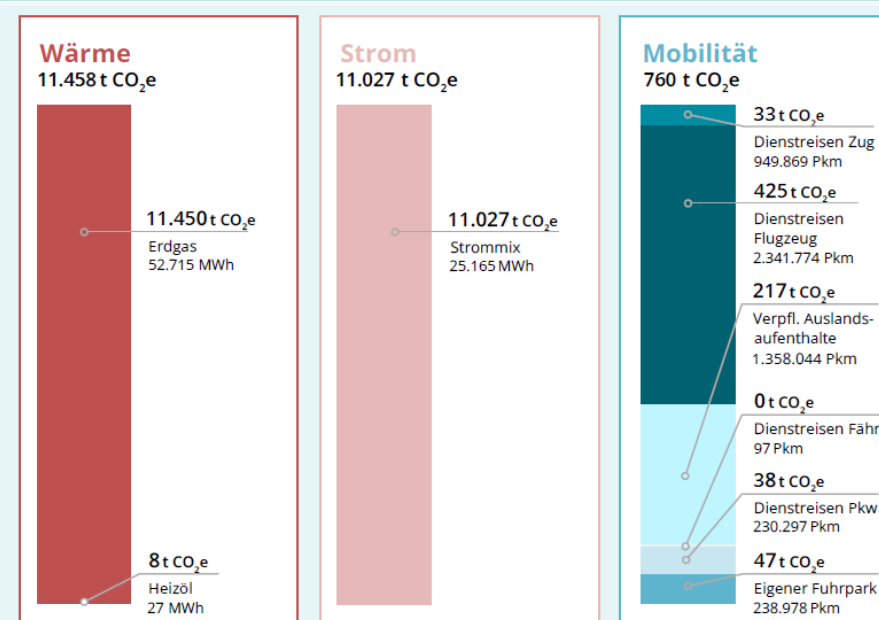 Wärme
11.458 t CO₂e
11.450 t CO₂e
Erdgas
52.715 MWh
8 t CO₂e
Heizöl
27 MWh
Strom
11.027 t CO₂e
11.027 t CO₂e
Strommix
25.165 MWh
Mobilität
760 t CO₂e
33 t CO₂e
Dienstreisen Zug
949.869 Pkm
425 t CO₂e
Dienstreisen
Flugzeug
2.341.774 Pkm
217 t CO₂e
Verpfl. Auslands-
aufenthalte
1.358.044 Pkm
0 t CO₂e
Dienstreisen Fähr
97 Pkm
38 t CO₂e
Dienstreisen Pkw
230.297 Pkm
47 t CO₂e
Eigener Fuhrpark
238.978 Pkm